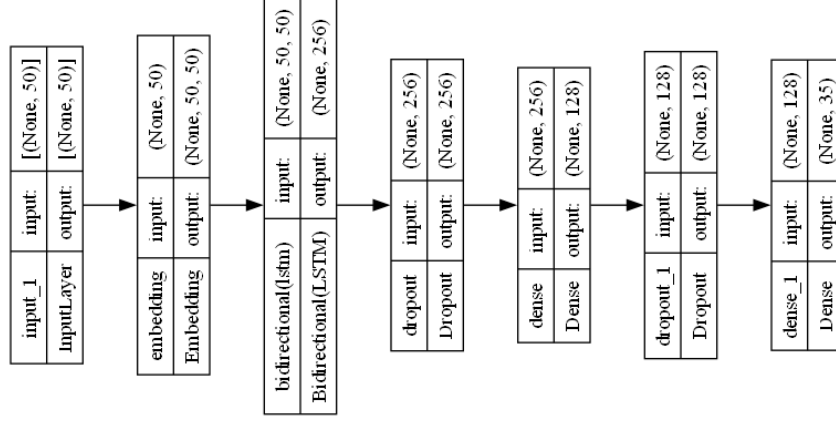 input_1 input: [(None, 50)]
InputLayer output: [(None, 50)]
embedding input: (None, 50)
Embedding output: (None, 50, 50)
bidirectional(lstm) input: (None, 50, 50)
Bidirectional(LSTM) output: (None, 256)
dropout input: (None, 256)
Dropout output: (None, 256)
dense input: (None, 256)
Dense output: (None, 128)
dropout_1 input: (None, 128)
Dropout output: (None, 128)
dense_1 input: (None, 128)
Dense output: (None, 35)